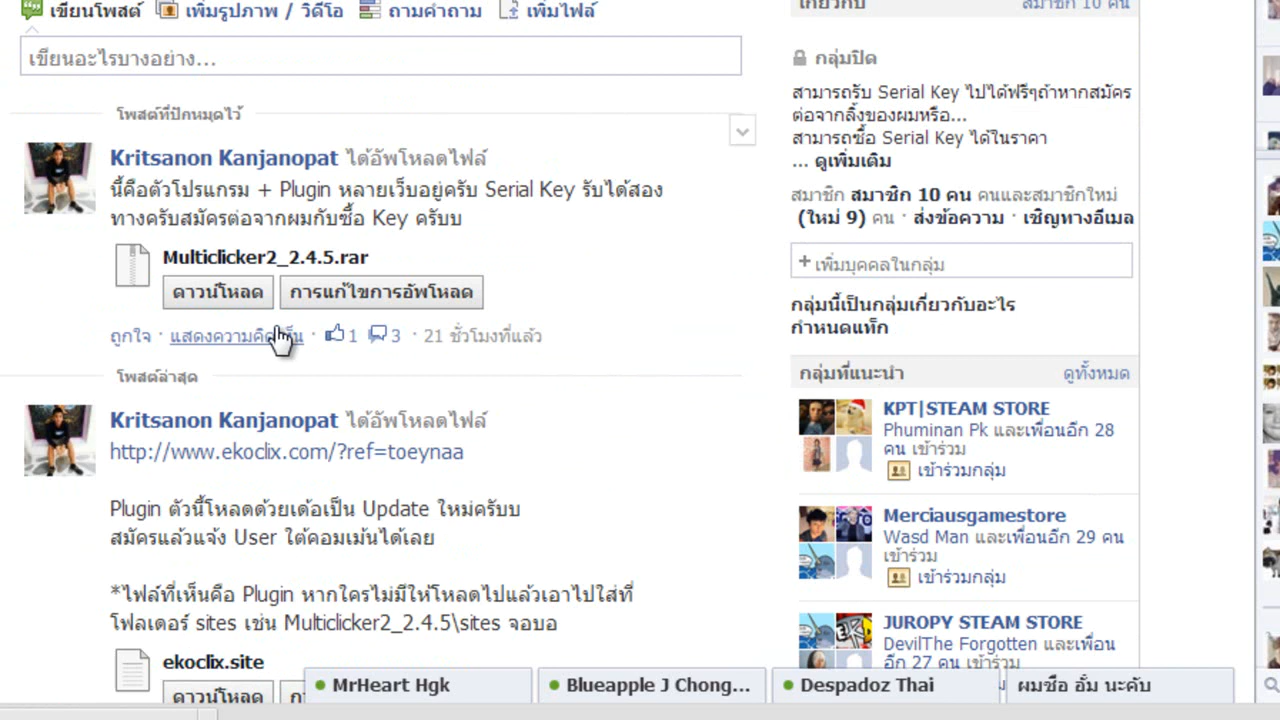 เขียนโพสต์ เพิ่มรูปภาพ / วิดีโอ ถามคำถาม เพิ่มไฟล์
เขียนอะไรบางอย่าง...
โพสต์ที่ปักหมุดไว้
Kritsanon Kanjanopat ได้อัพโหลดไฟล์
นี้คือตัวโปรแกรม + Plugin หลายเว็บอยู่ครับ Serial Key รับได้สอง
ทางครับสมัครต่อจากผมกับซื้อ Key ครับบ
Multiclicker2_2.4.5.rar
ดาวน์โหลด การแก้ไขการอัพโหลด
ถูกใจ · แสดงความคิดเห็น · 1 3 · 21 ชั่วโมงที่แล้ว
โพสต์ล่าสุด
Kritsanon Kanjanopat ได้อัพโหลดไฟล์
http://www.ekoclix.com/?ref=toeynaa
Plugin ตัวนี้โหลดด้วยเด้อเป็น Update ใหม่ครับบ
สมัครแล้วแจ้ง User ใต้คอมเม่นได้เลย
*ไฟล์ที่เห็นคือ Plugin หากใครไม่มีให้โหลดไปแล้วเอาไปใส่ที่
โฟลเดอร์ sites เช่น Multiclicker2_2.4.5\sites จอบอ
ekoclix.site
ดาวน์โหลด
เกี่ยวกับ สมาชิก 10 คน
กลุ่มปิด
สามารถรับ Serial Key ไปได้ฟรีๆถ้าหากสมัคร
ต่อจากลิ้งของผมหรือ...
สามารถซื้อ Serial Key ได้ในราคา
... ดูเพิ่มเติม
สมาชิก สมาชิก 10 คน คนและสมาชิกใหม่
(ใหม่ 9) คน · ส่งข้อความ · เชิญทางอีเมล
+ เพิ่มบุคคลในกลุ่ม
กลุ่มนี้เป็นกลุ่มเกี่ยวกับอะไร
กำหนดแท็ก
กลุ่มที่แนะนำ ดูทั้งหมด
KPT|STEAM STORE
Phuminan Pk และเพื่อนอีก 28
คน เข้าร่วม
เข้าร่วมกลุ่ม
Merciausgamestore
Wasd Man และเพื่อนอีก 29 คน
เข้าร่วม
เข้าร่วมกลุ่ม
JUROPY STEAM STORE
DevilThe Forgotten และเพื่อน
อีก 27 คน เข้าร่วม
MrHeart Hgk Blueapple J Chong... Despadoz Thai ผมชื่อ อั้ม นะคับ